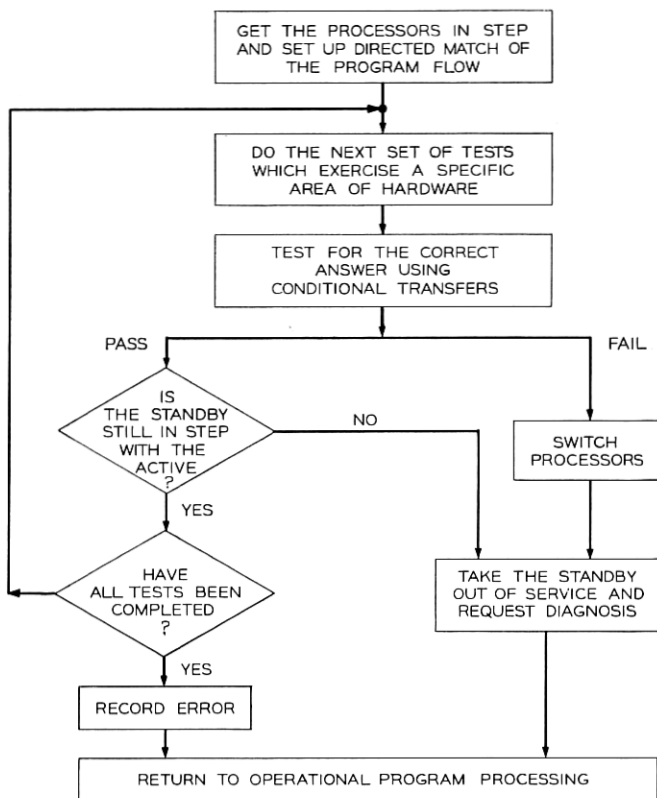 GET THE PROCESSORS IN STEP
AND SET UP DIRECTED MATCH OF
THE PROGRAM FLOW
DO THE NEXT SET OF TESTS
WHICH EXERCISE A SPECIFIC
AREA OF HARDWARE
TEST FOR THE CORRECT
ANSWER USING
CONDITIONAL TRANSFERS
PASS
FAIL
IS
THE STANDBY
STILL IN STEP
WITH THE
ACTIVE
?
NO
SWITCH
PROCESSORS
YES
HAVE
ALL TESTS BEEN
COMPLETED
?
TAKE THE STANDBY
OUT OF SERVICE AND
REQUEST DIAGNOSIS
YES
RECORD ERROR
RETURN TO OPERATIONAL PROGRAM PROCESSING